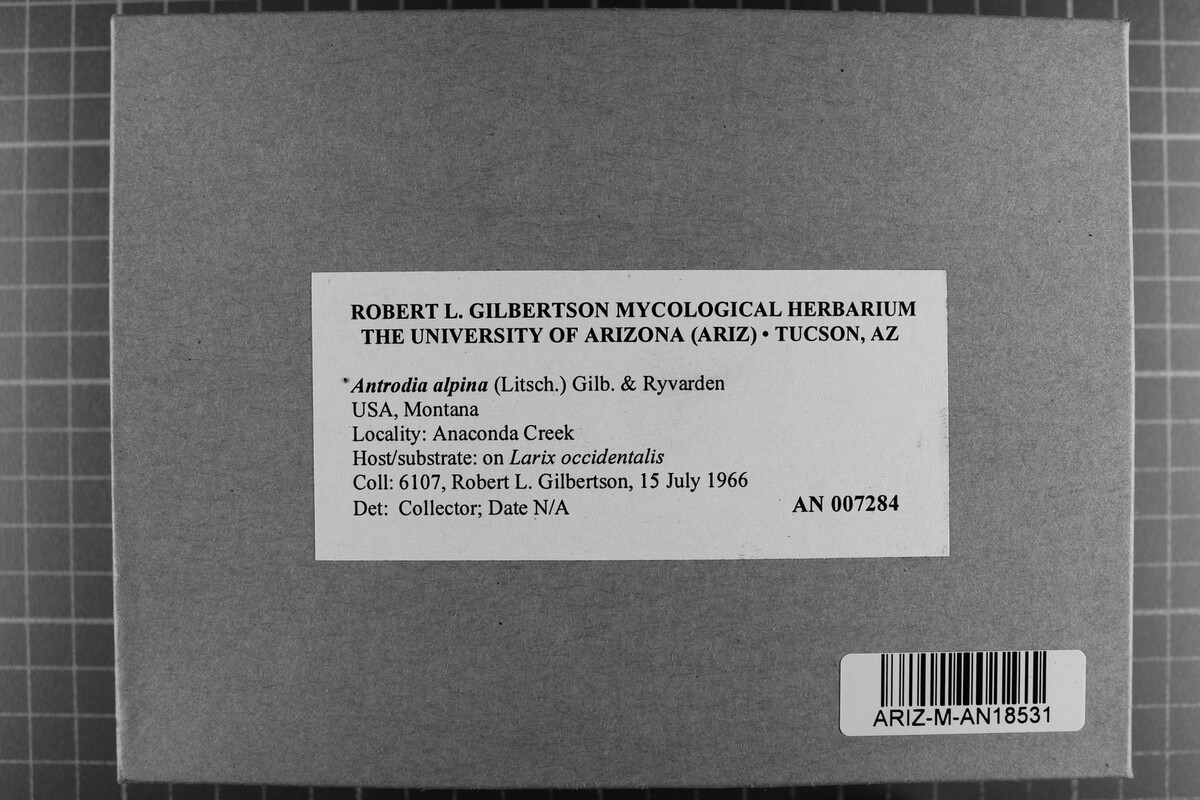 ROBERT L. GILBERTSON MYCOLOGICAL HERBARIUM
THE UNIVERSITY OF ARIZONA (ARIZ) • TUCSON, AZ
Antrodia alpina (Litsch.) Gilb. & Ryvarden
USA, Montana
Locality: Anaconda Creek
Host/substrate: on Larix occidentalis
Coll: 6107, Robert L. Gilbertson, 15 July 1966
Det: Collector; Date N/A
AN 007284
ARIZ-M-AN18531